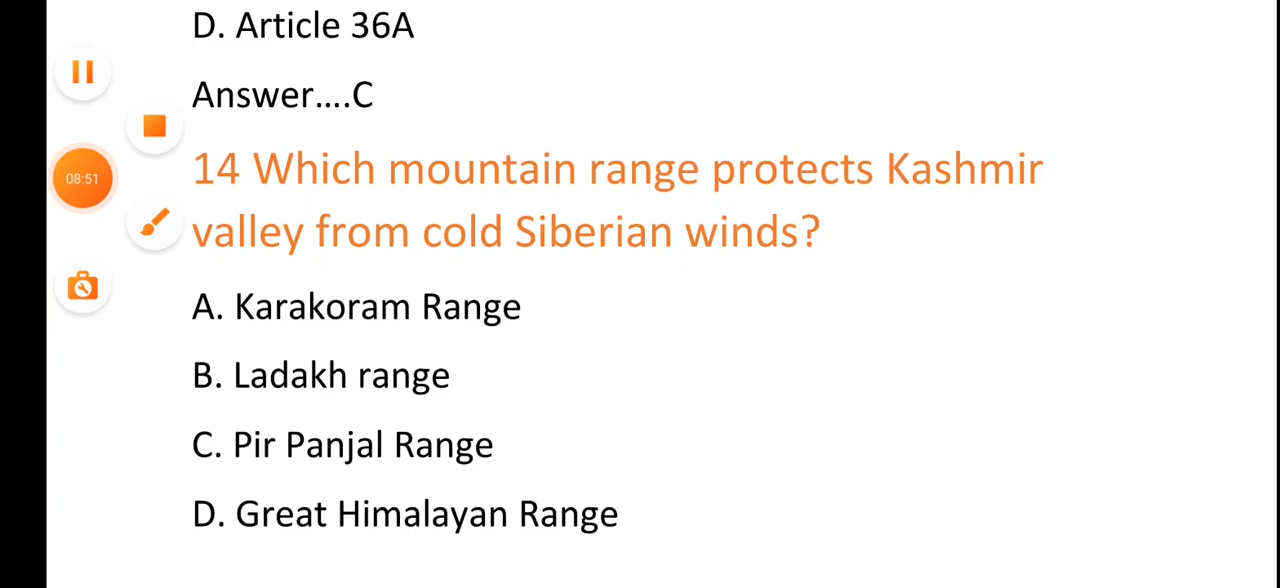 D. Article 36A
Answer....C
08:51
14 Which mountain range protects Kashmir
valley from cold Siberian winds?
A. Karakoram Range
B. Ladakh range
C. Pir Panjal Range
D. Great Himalayan Range